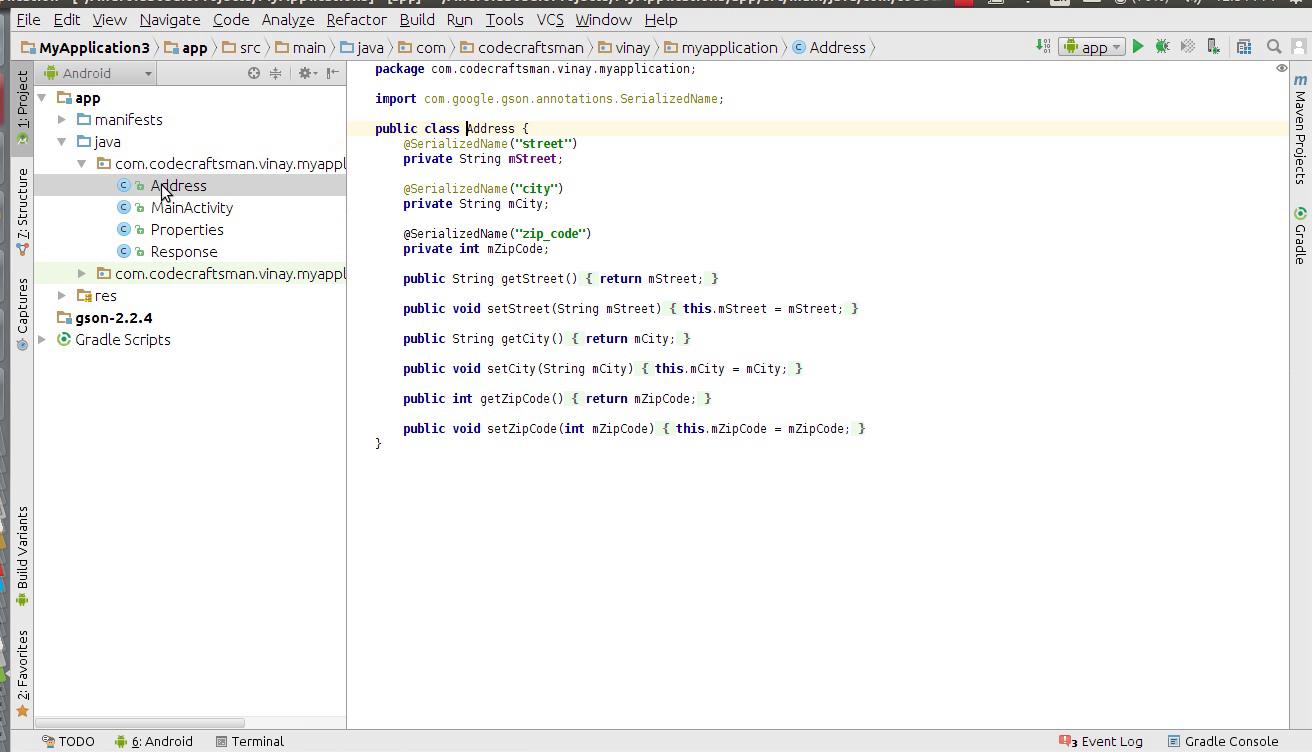 File Edit View Navigate Code Analyze Refactor Build Run Tools VCS Window Help
MyApplication3 app src main java com codecraftsman vinay myapplication Address
app
Android
1: Project
7: Structure
Captures
Build Variants
2: Favorites
app
manifests
java
com.codecraftsman.vinay.myappl
Address
MainActivity
Properties
Response
com.codecraftsman.vinay.myappl
res
gson-2.2.4
Gradle Scripts
package com.codecraftsman.vinay.myapplication;
import com.google.gson.annotations.SerializedName;
public class Address {
@SerializedName("street")
private String mStreet;
@SerializedName("city")
private String mCity;
@SerializedName("zip_code")
private int mZipCode;
public String getStreet() { return mStreet; }
public void setStreet(String mStreet) { this.mStreet = mStreet; }
public String getCity() { return mCity; }
public void setCity(String mCity) { this.mCity = mCity; }
public int getZipCode() { return mZipCode; }
public void setZipCode(int mZipCode) { this.mZipCode = mZipCode; }
}
Maven Projects
Gradle
TODO 6: Android Terminal
3 Event Log Gradle Console